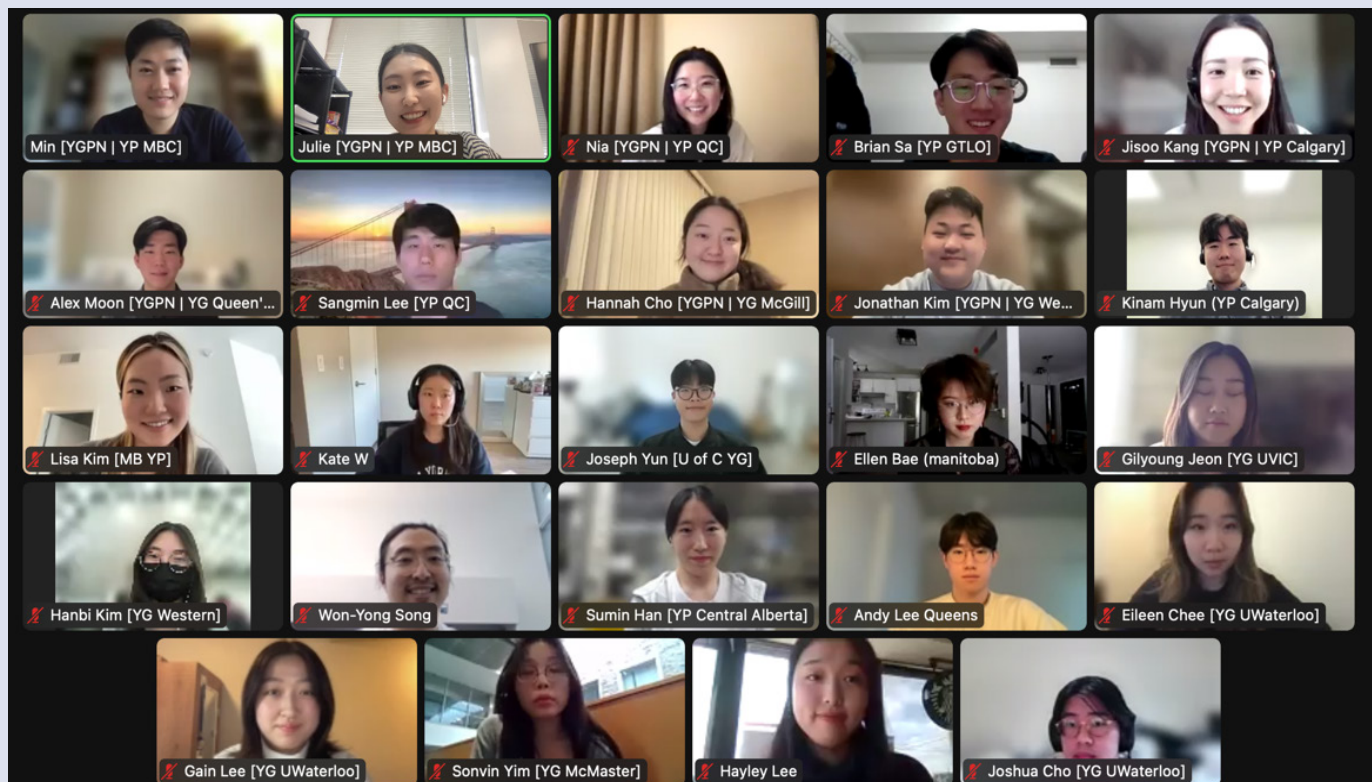 Min [YGPN | YP MBC]
Julie [YGPN | YP MBC]
Nia [YGPN | YP QC]
Brian Sa [YP GTLO]
Jisoo Kang [YGPN | YP Calgary]
Alex Moon [YGPN | YG Queen'...
Sangmin Lee [YP QC]
Hannah Cho [YGPN | YG McGill]
Jonathan Kim [YGPN | YG We...
Kinam Hyun (YP Calgary)
Lisa Kim [MB YP]
Kate W
Joseph Yun [U of C YG]
Ellen Bae (manitoba)
Gilyoung Jeon [YG UVIC]
Hanbi Kim [YG Western]
Won-Yong Song
Sumin Han [YP Central Alberta]
Andy Lee Queens
Eileen Chee [YG UWaterloo]
Gain Lee [YG UWaterloo]
Sonvin Yim [YG McMaster]
Hayley Lee
Joshua Cho [YG UWaterloo]